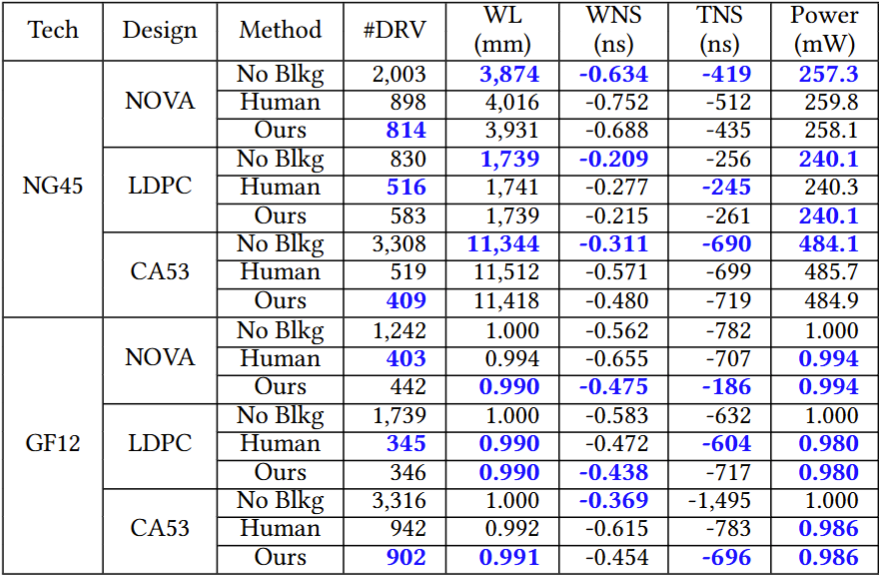 Tech Design Method #DRV WL (mm) WNS (ns) TNS (ns) Power (mW)
NG45 NOVA No Blkg 2,003 3,874 -0.634 -419 257.3
Human 898 4,016 -0.752 -512 259.8
Ours 814 3,931 -0.688 -435 258.1
LDPC No Blkg 830 1,739 -0.209 -256 240.1
Human 516 1,741 -0.277 -245 240.3
Ours 583 1,739 -0.215 -261 240.1
CA53 No Blkg 3,308 11,344 -0.311 -690 484.1
Human 519 11,512 -0.571 -699 485.7
Ours 409 11,418 -0.480 -719 484.9
GF12 NOVA No Blkg 1,242 1.000 -0.562 -782 1.000
Human 403 0.994 -0.655 -707 0.994
Ours 442 0.990 -0.475 -186 0.994
LDPC No Blkg 1,739 1.000 -0.583 -632 1.000
Human 345 0.990 -0.472 -604 0.980
Ours 346 0.990 -0.438 -717 0.980
CA53 No Blkg 3,316 1.000 -0.369 -1,495 1.000
Human 942 0.992 -0.615 -783 0.986
Ours 902 0.991 -0.454 -696 0.986